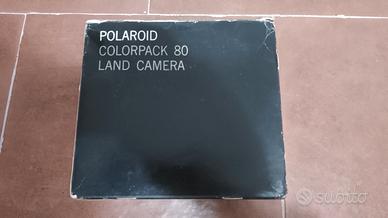 POLAROID
COLORPACK 80
LAND CAMERA
subito